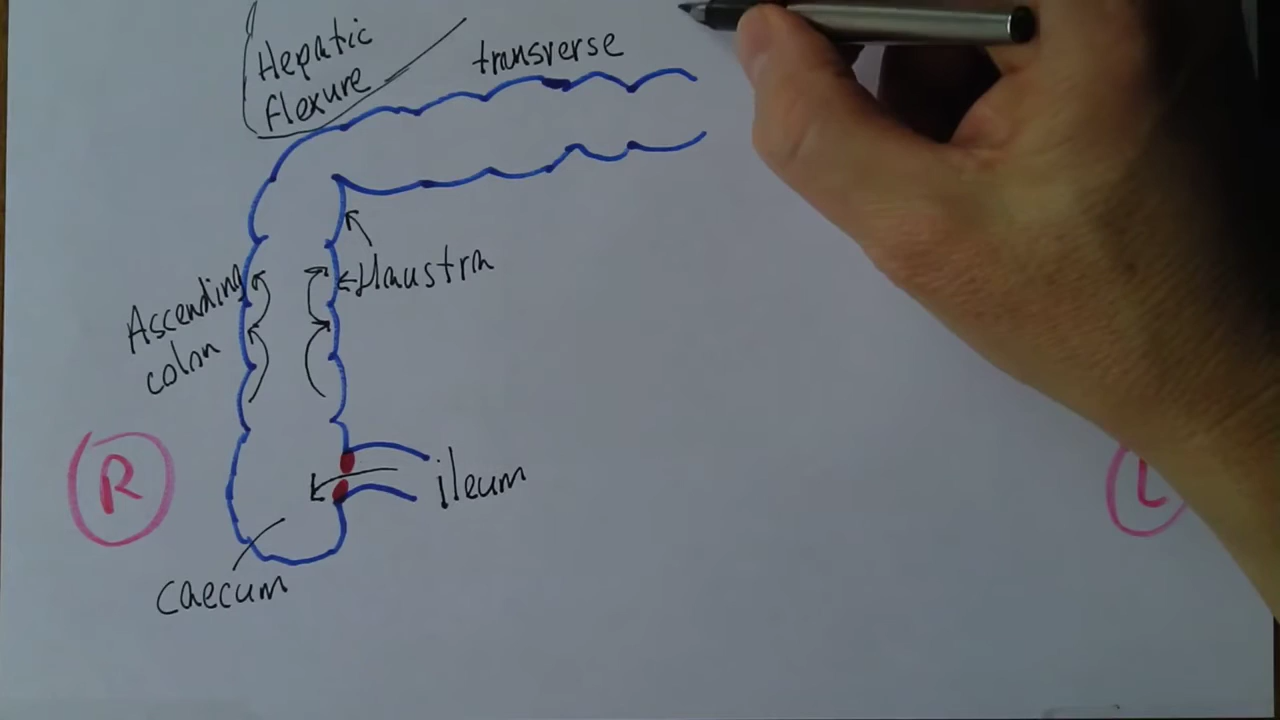 Hepatic
flexure
transverse
Haustra
Ascending
colon
R
ileum
L
caecum